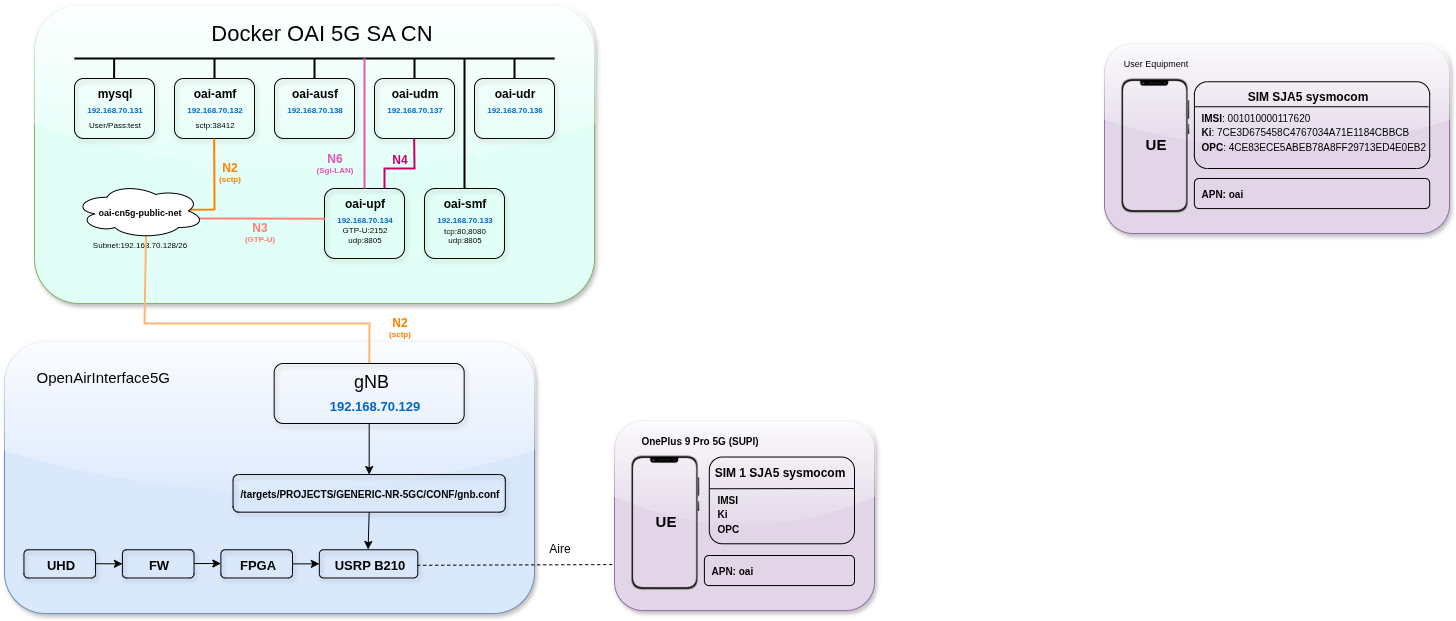 Docker OAI 5G SA CN
mysql
192.168.70.131
User/Pass:test
oai-amf
192.168.70.132
sctp:38412
oai-ausf
192.168.70.138
oai-udm
192.168.70.137
oai-udr
192.168.70.136
N2
(sctp)
N6
(Sgi-LAN)
N4
oai-cn5g-public-net
Subnet:192.168.70.128/26
N3
(GTP-U)
oai-upf
192.168.70.134
GTP-U:2152
udp:8805
oai-smf
192.168.70.133
tcp:80,8080
udp:8805
N2
(sctp)
OpenAirInterface5G
gNB
192.168.70.129
/targets/PROJECTS/GENERIC-NR-5GC/CONF/gnb.conf
UHD
FW
FPGA
USRP B210
Aire
OnePlus 9 Pro 5G (SUPI)
UE
SIM 1 SJA5 sysmocom
IMSI
Ki
OPC
APN: oai
User Equipment
UE
SIM SJA5 sysmocom
IMSI: 001010000117620
Ki: 7CE3D675458C4767034A71E1184CBBCB
OPC: 4CE83ECE5ABEB78A8FF29713ED4E0EB2
APN: oai